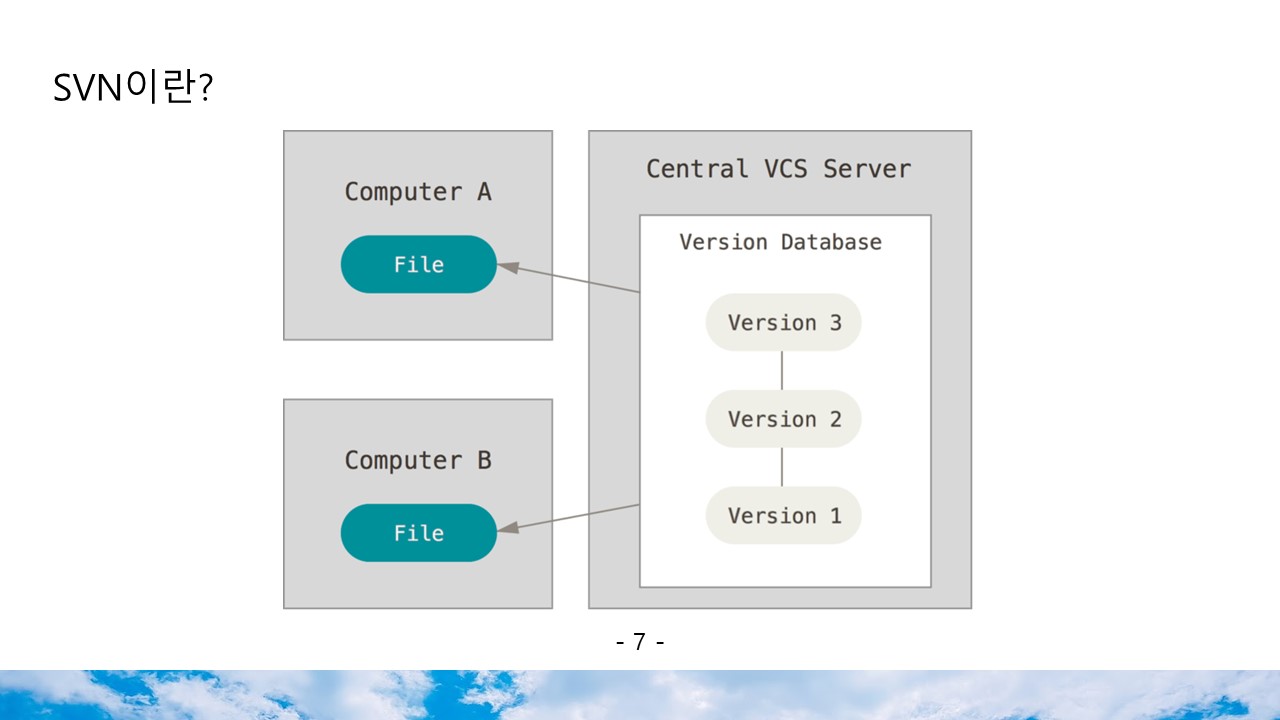 SVN이란?
Computer A
File
Computer B
File
Central VCS Server
Version Database
Version 3
Version 2
Version 1
- 7 -